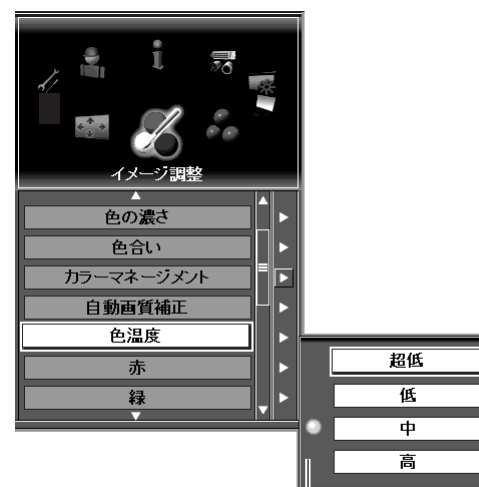 イメージ調整
色の濃さ
色合い
カラーマネージメント
自動画質補正
色温度
赤
緑
超低
低
中
高